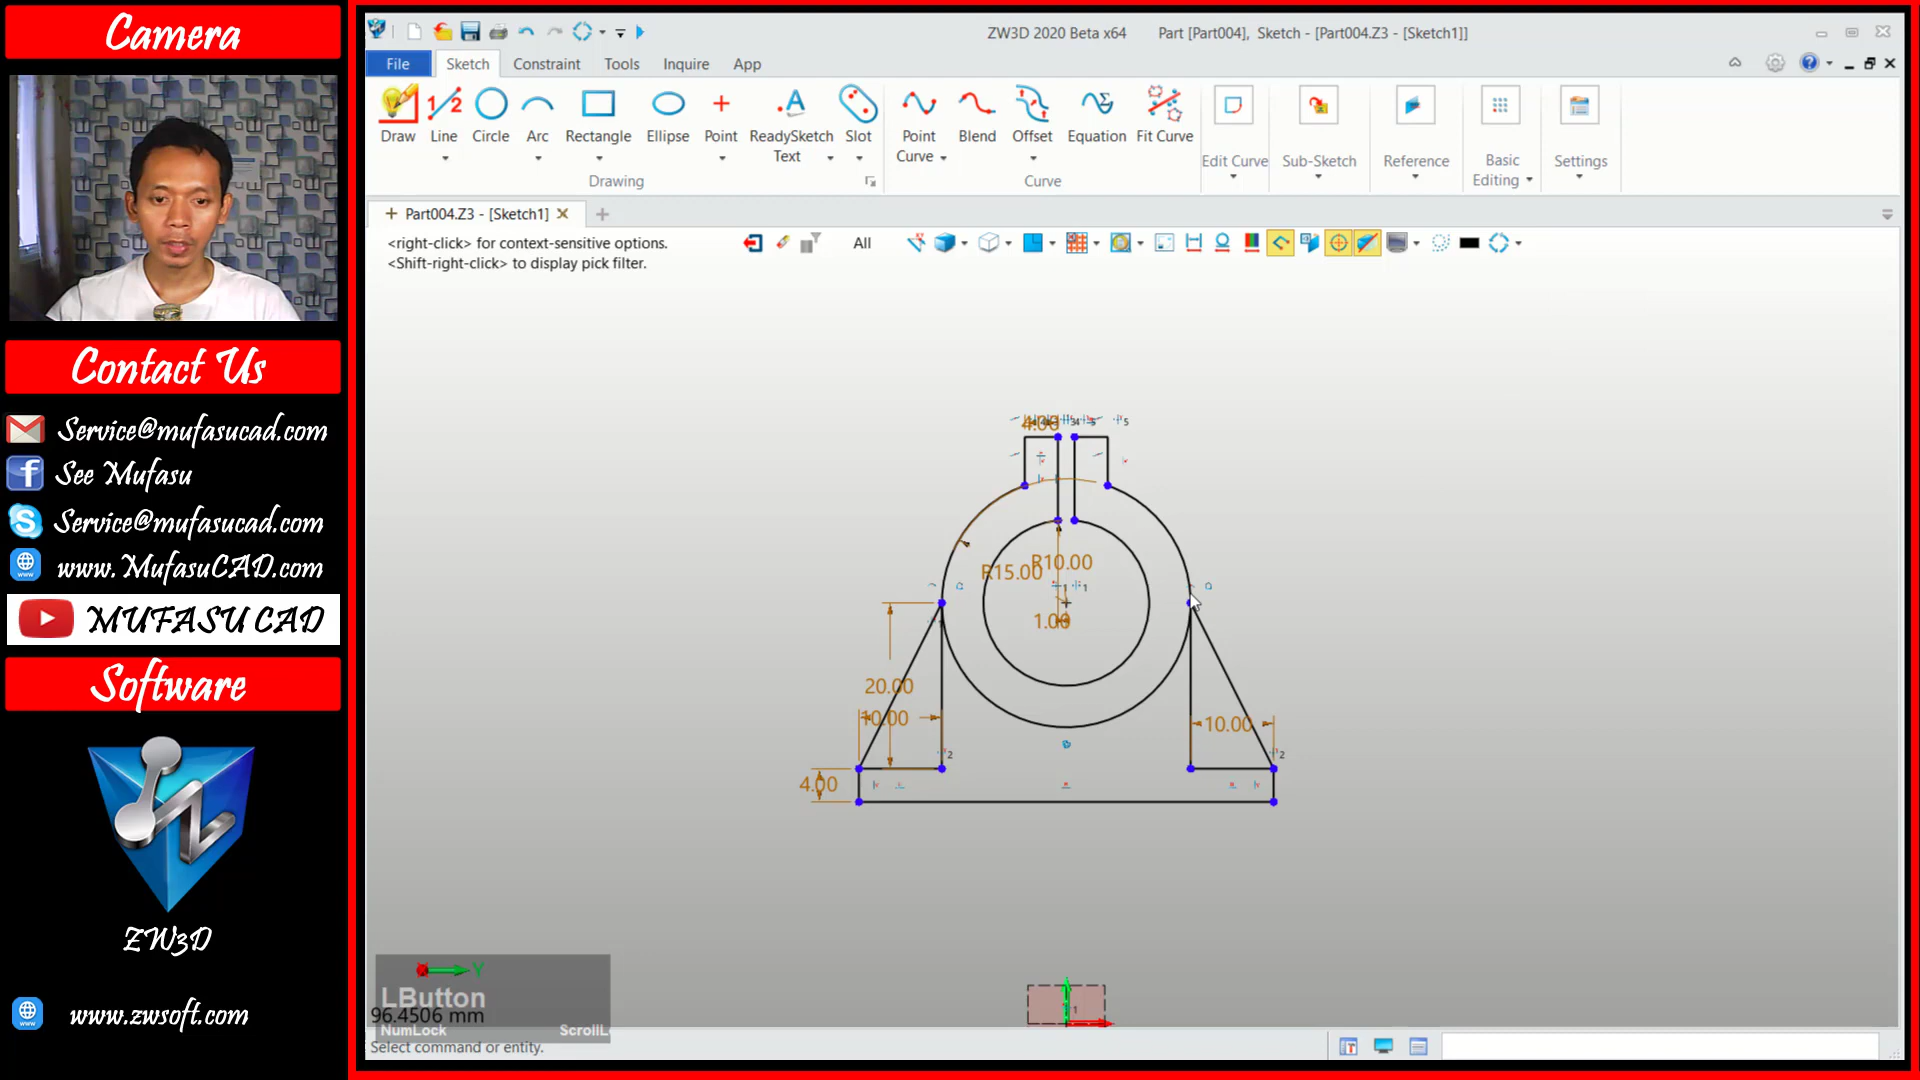 Camera
Contact Us
Service@mufasucad.com
See Mufasu
Service@mufasucad.com
www.MufasuCAD.com
MUFASU CAD
Software
ZW3D
www.zwsoft.com
ZW3D 2020 Beta x64
Part [Part004], Sketch - [Part004.Z3 - [Sketch1]]
File Sketch Constraint Tools Inquire App
Draw Line Circle Arc Rectangle Ellipse Point ReadySketch Text Slot
Point Curve Blend Offset Equation Fit Curve
Edit Curve Sub-Sketch Reference Basic Editing Settings
Drawing Curve
Part004.Z3 - [Sketch1]
<right-click> for context-sensitive options.
<Shift-right-click> to display pick filter.
All
4.00
R10.00
R15.00
1.00
20.00
10.00
10.00
4.00
Y
LButton
96.4506 mm
NumLock ScrollL
Select command or entity.